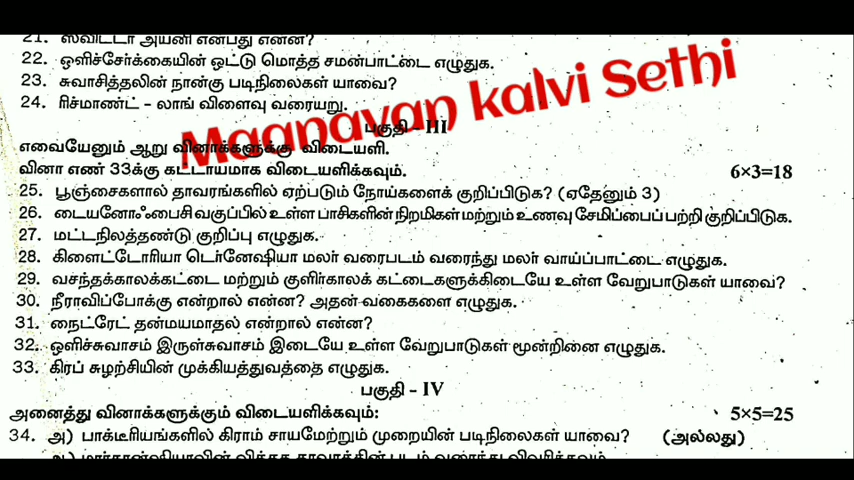 21. ஸ்விட்டர் அயனி என்பது என்ன?
22. ஒளிச்சேர்க்கையின் ஒட்டு மொத்த சமன்பாட்டை எழுதுக.
23. சுவாசித்தலின் நான்கு படிநிலைகள் யாவை?
24. ரிச்மாண்ட் - லாங் விளைவு வரையறு.
Maanavan kalvi Sethi
பகுதி - III
எவையேனும் ஆறு வினாக்களுக்கு விடையளி.
வினா எண் 33க்கு கட்டாயமாக விடையளிக்கவும். 6×3=18
25. பூஞ்சைகளால் தாவரங்களில் ஏற்படும் நோய்களைக் குறிப்பிடுக? (ஏதேனும் 3)
26. டையனோஃபைசி வகுப்பில் உள்ள பாசிகளின் நிறமிகள் மற்றும் உணவு சேமிப்பைப் பற்றி குறிப்பிடுக.
27. மட்டநிலத்தண்டு குறிப்பு எழுதுக.
28. கிளைட்டோரியா டெர்னேஷியா மலர் வரைபடம் வரைந்து மலர் வாய்ப்பாட்டை எழுதுக.
29. வசந்தக்காலக்கட்டை மற்றும் குளிர்காலக் கட்டைகளுக்கிடையே உள்ள வேறுபாடுகள் யாவை?
30. நீராவிப்போக்கு என்றால் என்ன? அதன் வகைகளை எழுதுக.
31. நைட்ரேட் தன்மயமாதல் என்றால் என்ன?
32. ஒளிச்சுவாசம் இருள்சுவாசம் இடையே உள்ள வேறுபாடுகள் மூன்றினை எழுதுக.
33. கிரப் சுழற்சியின் முக்கியத்துவத்தை எழுதுக.
பகுதி - IV
அனைத்து வினாக்களுக்கும் விடையளிக்கவும்: 5×5=25
34. அ) பாக்டீரியங்களில் கிராம் சாயமேற்றும் முறையின் படிநிலைகள் யாவை? (அல்லது)